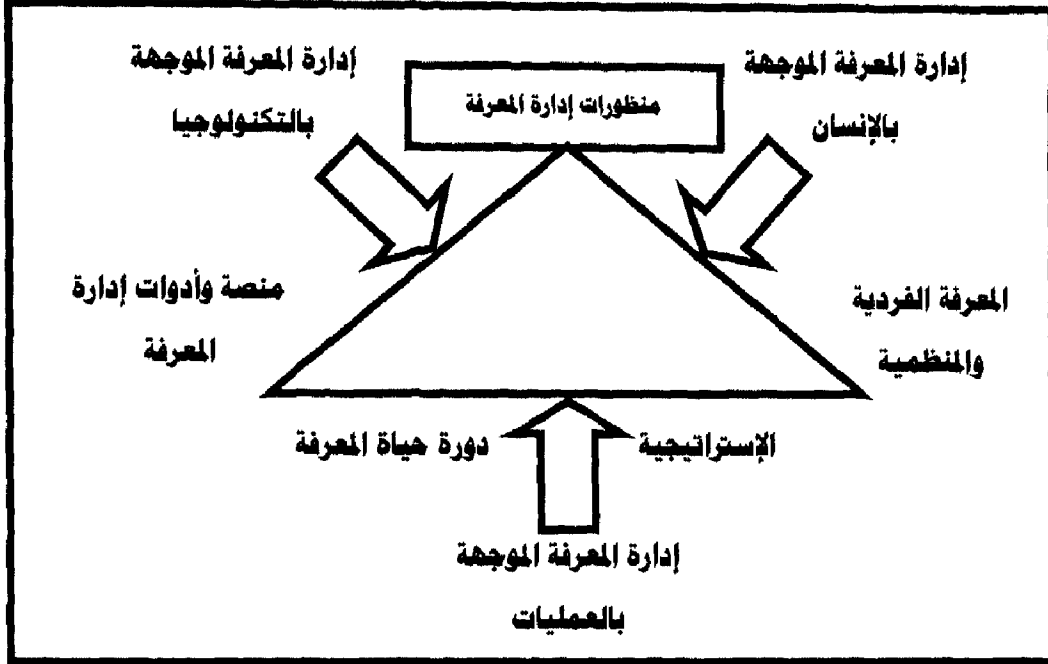 إدارة المعرفة الموجهة
بالإنسان
منظورات إدارة المعرفة
إدارة المعرفة الموجهة
بالتكنولوجيا
المعرفة الفردية
والمنظمية
منصة وأدوات إدارة
المعرفة
الإستراتيجية
دورة حياة المعرفة
إدارة المعرفة الموجهة
بالعمليات